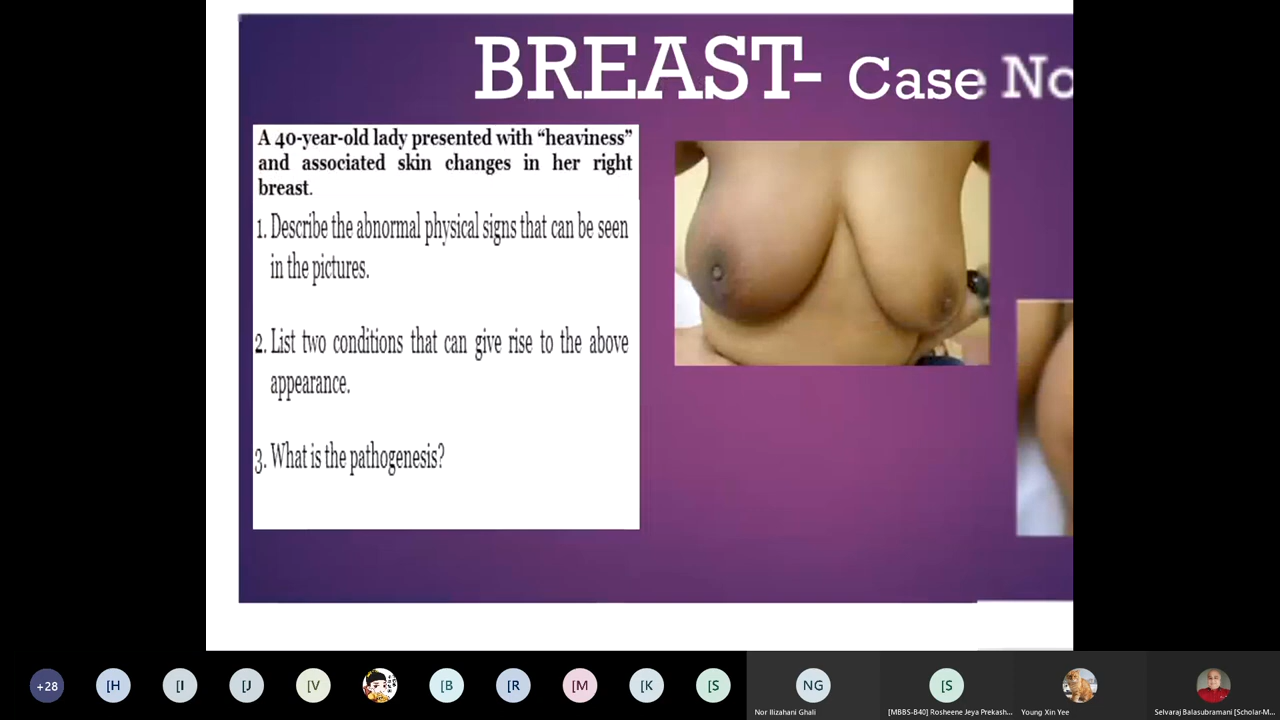 BREAST- Case No
A 40-year-old lady presented with “heaviness”
and associated skin changes in her right
breast.
1. Describe the abnormal physical signs that can be seen
in the pictures.
2. List two conditions that can give rise to the above
appearance.
3. What is the pathogenesis?
+28
[H
[I
[J
[V
[B
[R
[M
[K
[S
NG
[S
Nor Ilizahani Ghali
[MBBS-B40] Rosheene Jeya Prekash...
Young Xin Yee
Selvaraj Balasubramani [Scholar-M...